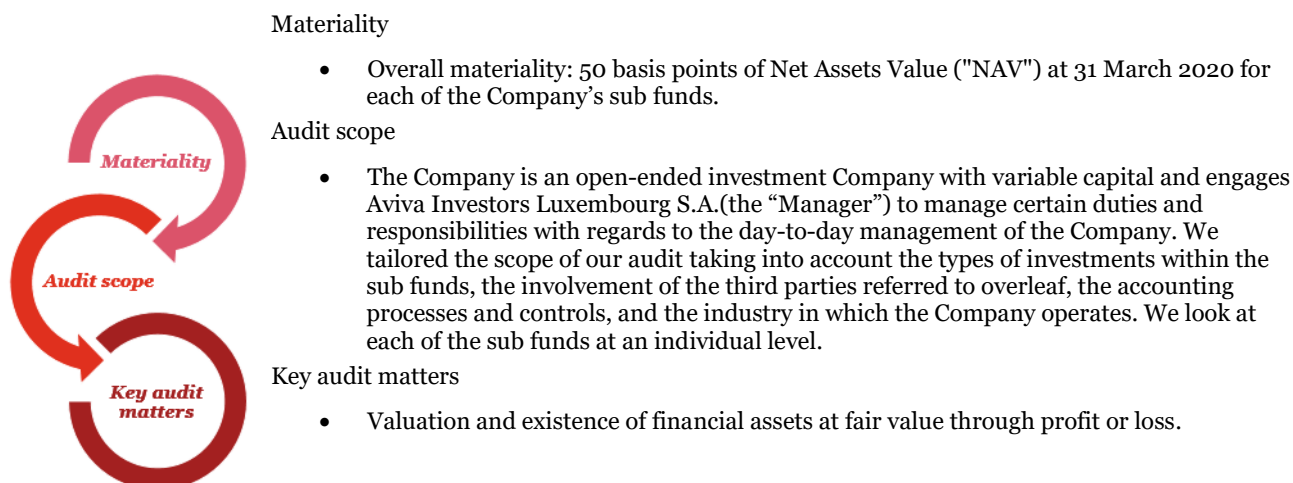 Materiality
• Overall materiality: 50 basis points of Net Assets Value ("NAV") at 31 March 2020 for
each of the Company’s sub funds.
Audit scope
• The Company is an open-ended investment Company with variable capital and engages
Aviva Investors Luxembourg S.A.(the “Manager”) to manage certain duties and
responsibilities with regards to the day-to-day management of the Company. We
tailored the scope of our audit taking into account the types of investments within the
sub funds, the involvement of the third parties referred to overleaf, the accounting
processes and controls, and the industry in which the Company operates. We look at
each of the sub funds at an individual level.
Key audit matters
• Valuation and existence of financial assets at fair value through profit or loss.
Materiality
Audit scope
Key audit
matters